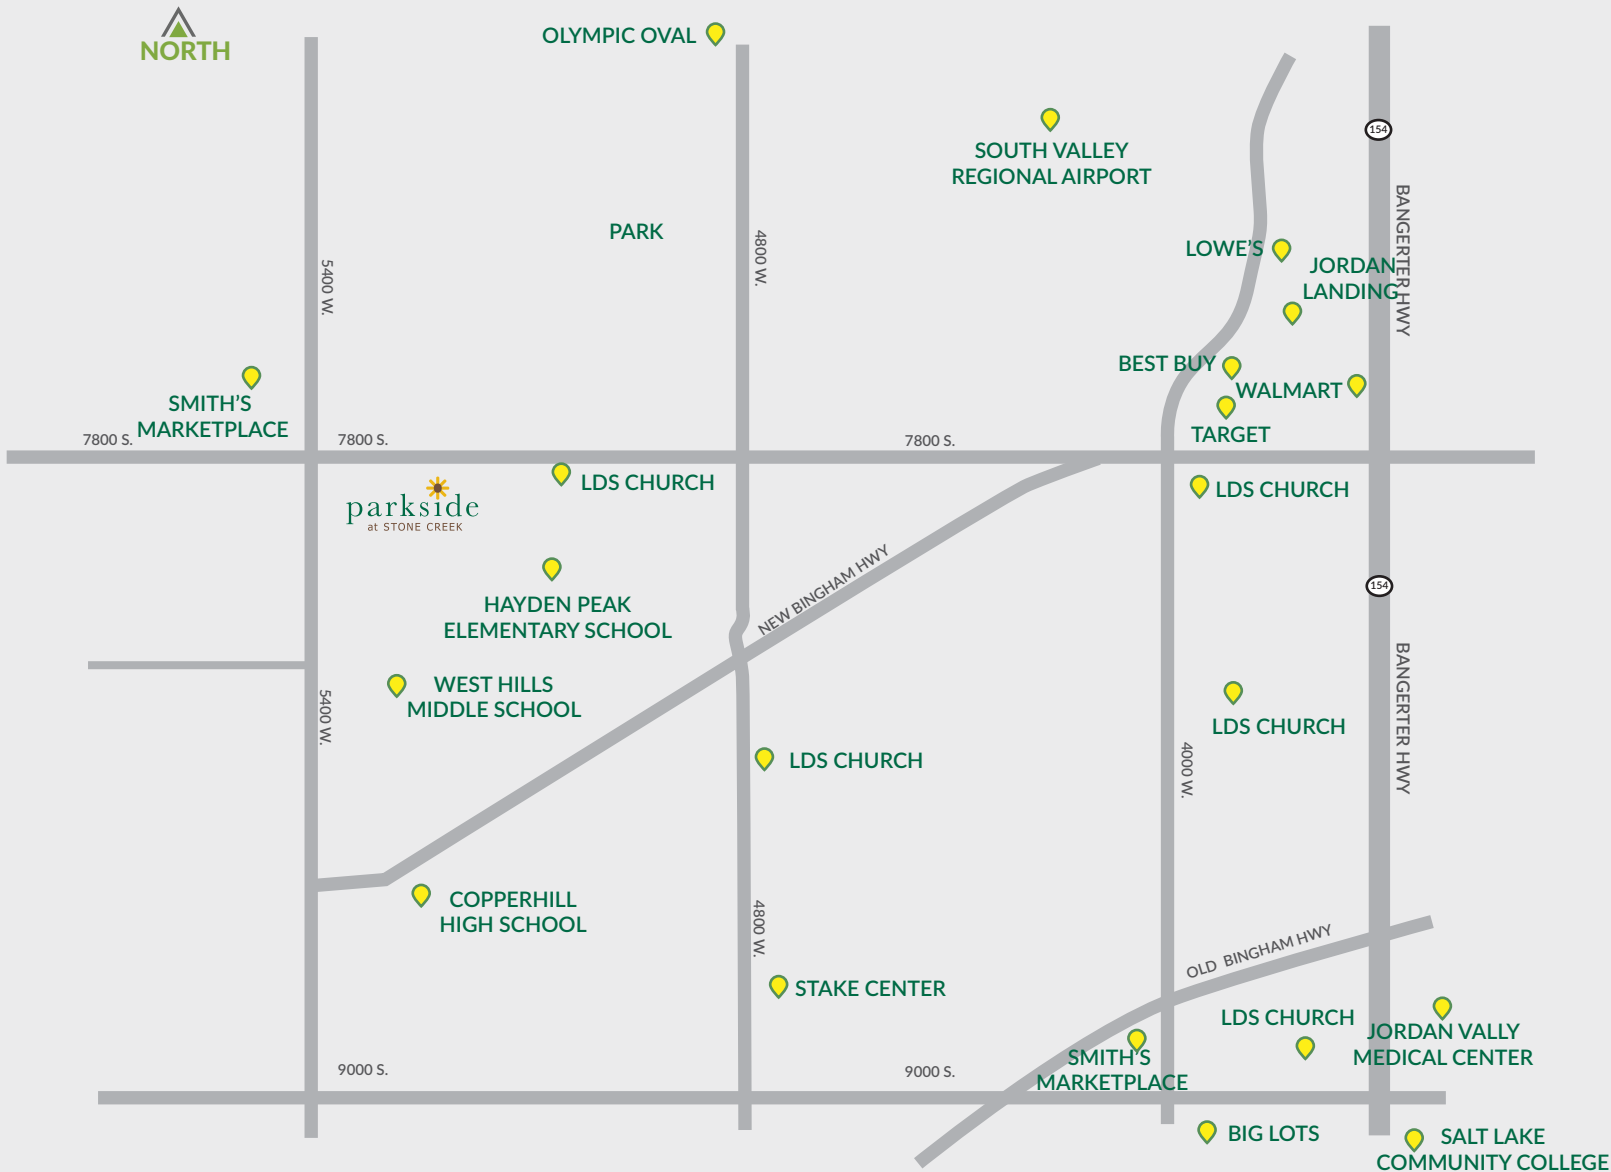 NORTH
OLYMPIC OVAL
154
SOUTH VALLEY
REGIONAL AIRPORT
PARK
4800 W.
5400 W.
LOWE'S
JORDAN
LANDING
BANGERTER HWY
BEST BUY
WALMART
TARGET
SMITH'S
MARKETPLACE
7800 S.
7800 S.
7800 S.
LDS CHURCH
LDS CHURCH
parkside
at STONE CREEK
NEW BINGHAM HWY
154
HAYDEN PEAK
ELEMENTARY SCHOOL
WEST HILLS
MIDDLE SCHOOL
5400 W.
LDS CHURCH
BANGERTER HWY
LDS CHURCH
4000 W.
COPPERHILL
HIGH SCHOOL
4800 W.
OLD BINGHAM HWY
STAKE CENTER
LDS CHURCH
JORDAN VALLY
MEDICAL CENTER
SMITH'S
MARKETPLACE
9000 S.
9000 S.
BIG LOTS
SALT LAKE
COMMUNITY COLLEGE